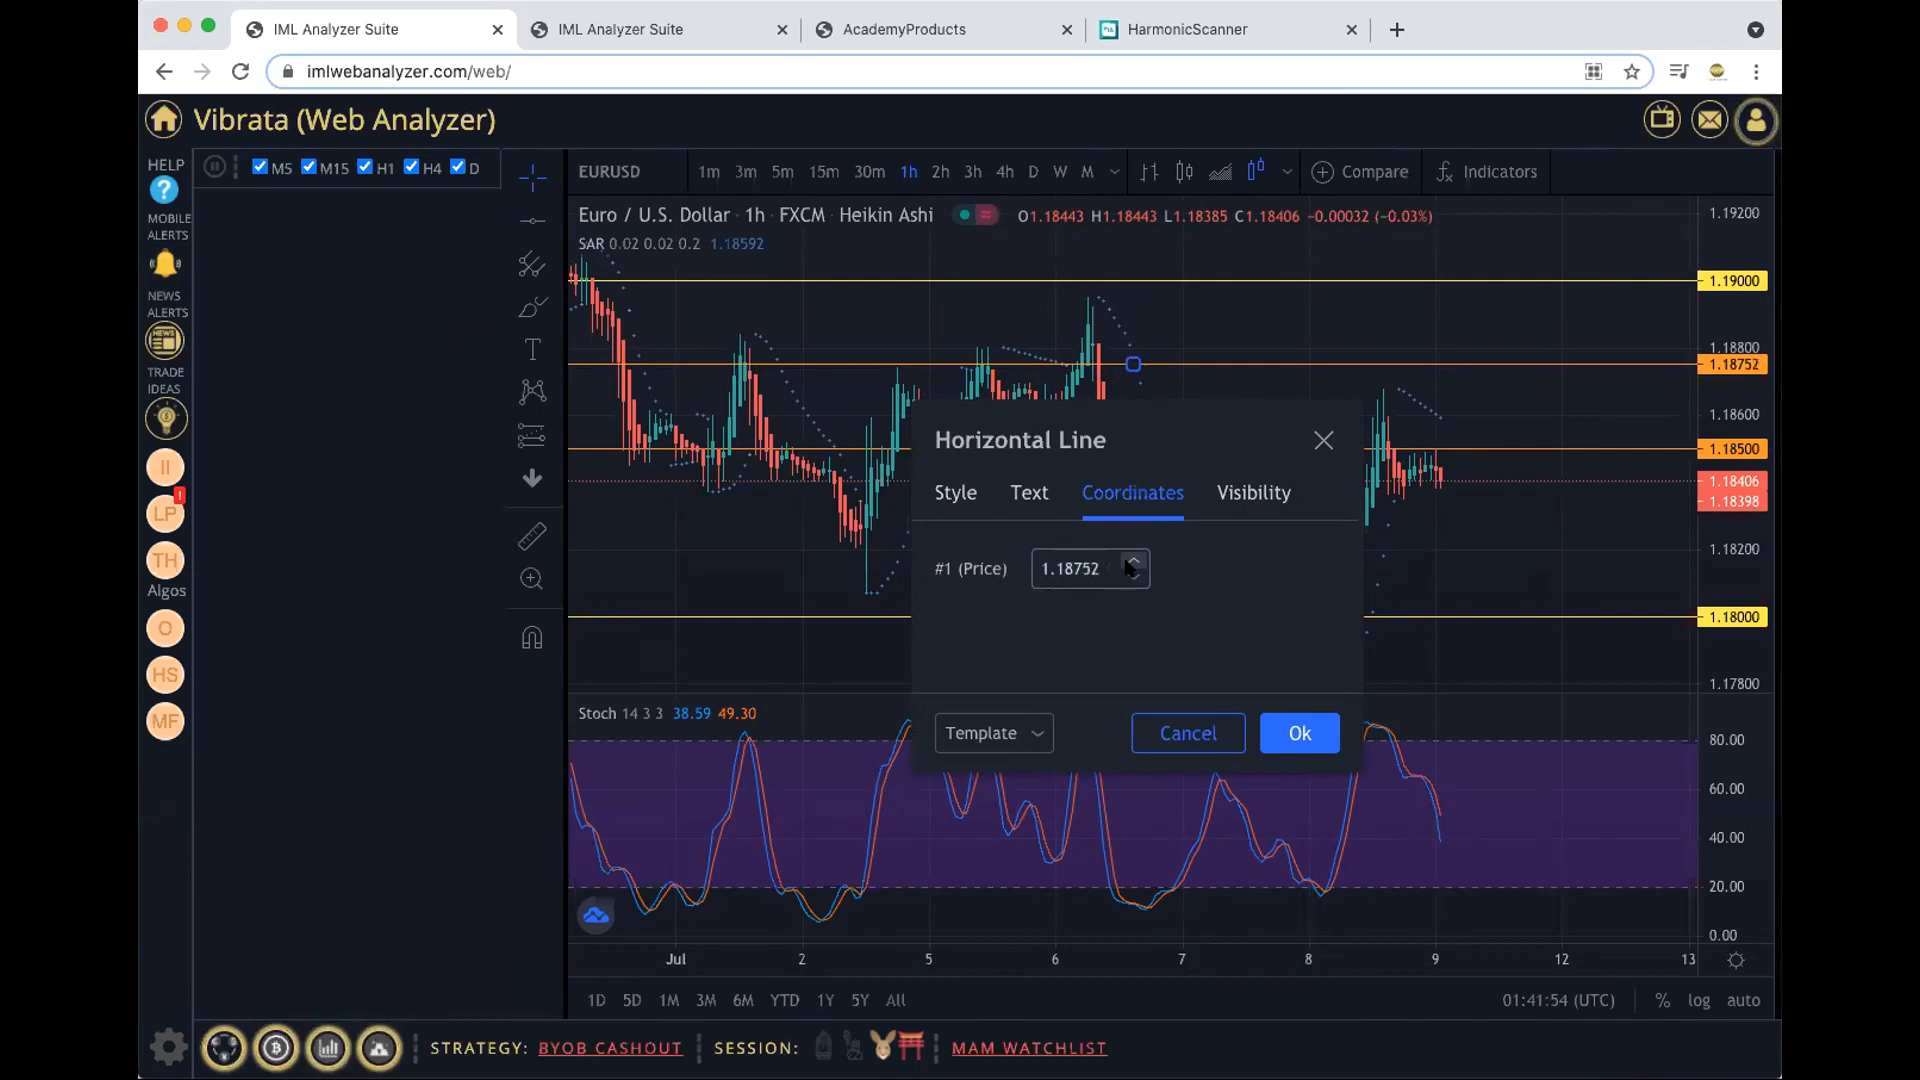 IML Analyzer Suite
IML Analyzer Suite
AcademyProducts
HarmonicScanner
imlwebanalyzer.com/web/
Vibrata (Web Analyzer)
HELP
?
MOBILE
ALERTS
NEWS
ALERTS
NEWS
TRADE
IDEAS
II
LP
!
TH
Algos
O
HS
MF
M5 M15 H1 H4 D
EURUSD
1m 3m 5m 15m 30m 1h 2h 3h 4h D W M
Compare
Indicators
Euro / U.S. Dollar 1h FXCM Heikin Ashi
O1.18443 H1.18443 L1.18385 C1.18406 −0.00032 (−0.03%)
SAR 0.02 0.02 0.2 1.18592
1.19200
1.19000
1.18800
1.18752
1.18600
1.18500
1.18406
1.18398
1.18200
1.18000
1.17800
Horizontal Line
Style Text Coordinates Visibility
#1 (Price) 1.18752
Template
Cancel
Ok
Stoch 14 3 3 38.59 49.30
80.00
60.00
40.00
20.00
0.00
Jul 2 5 6 7 8 9 12 13
1D 5D 1M 3M 6M YTD 1Y 5Y All
01:41:54 (UTC) % log auto
STRATEGY: BYOB CASHOUT
SESSION:
MAM WATCHLIST